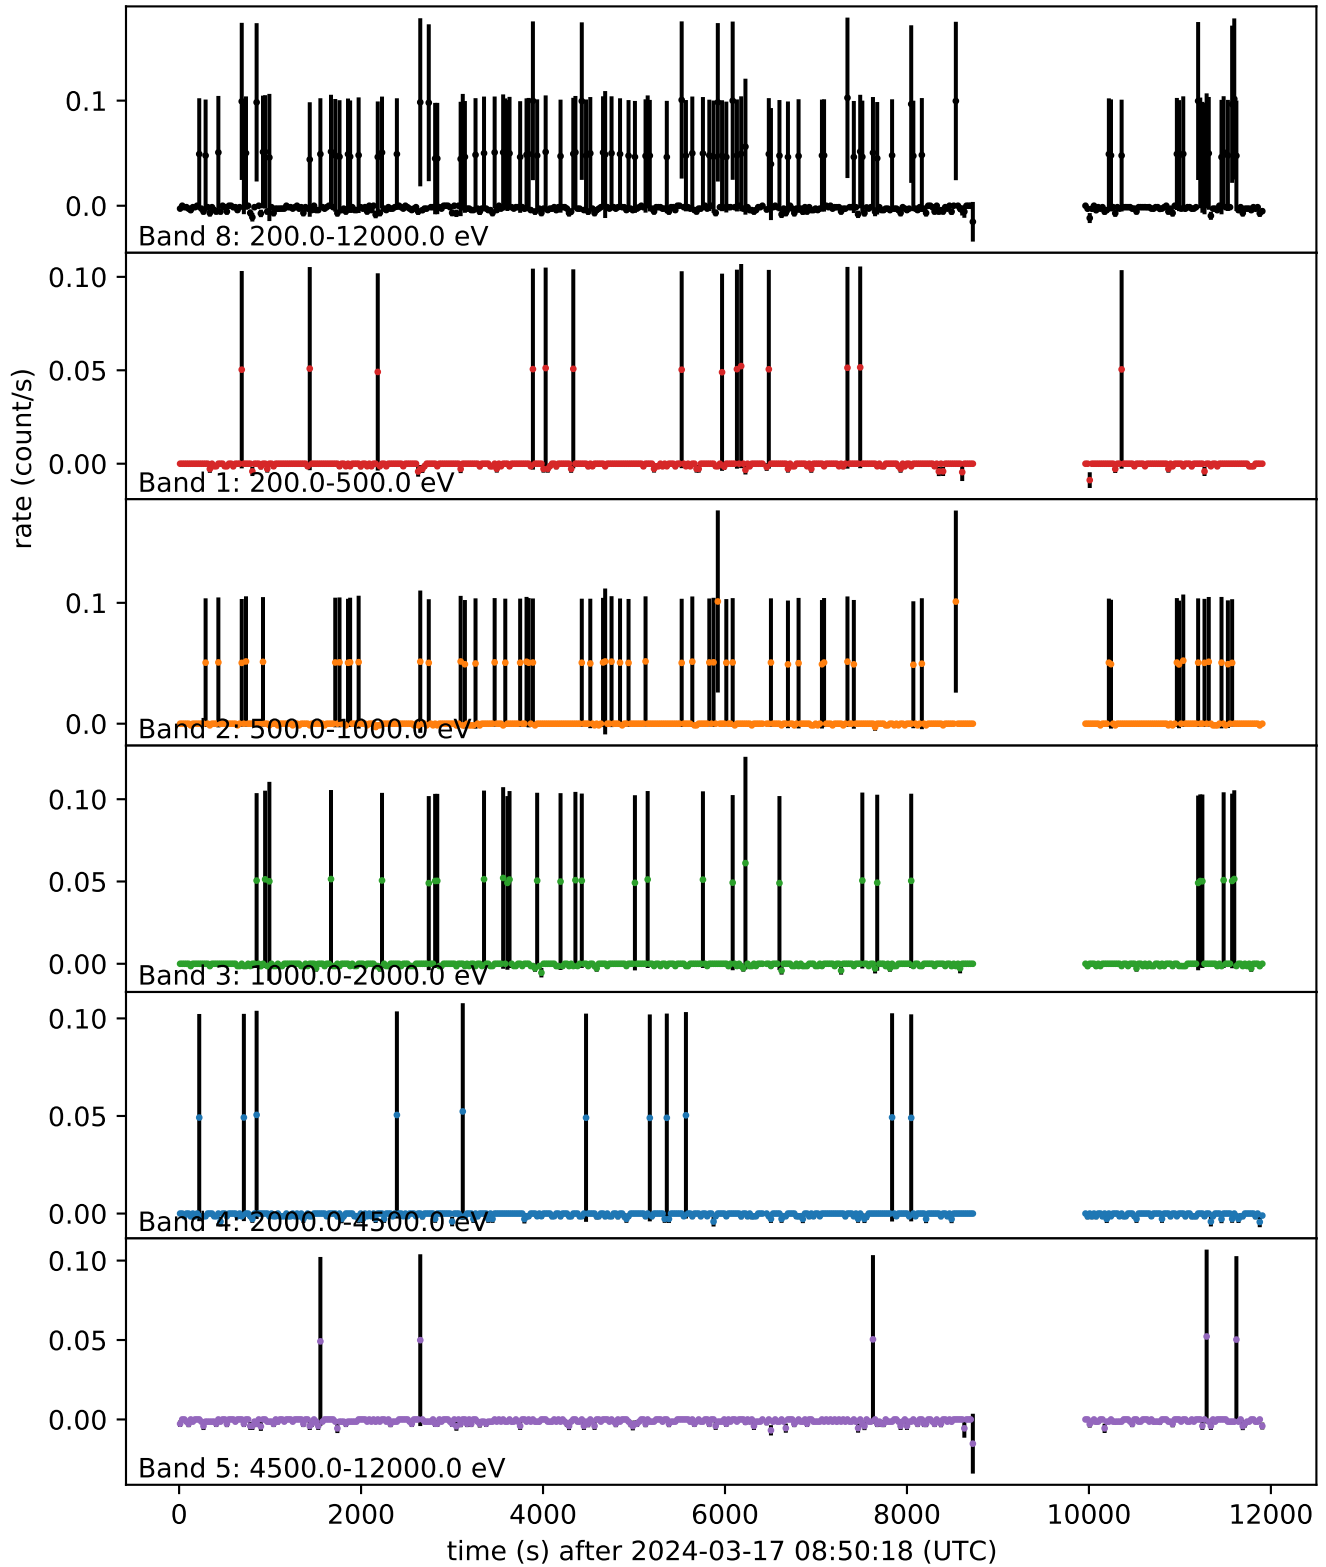 0.1
0.0
Band 8: 200.0-12000.0 eV
0.10
0.05
0.00
Band 1: 200.0-500.0 eV
rate (count/s)
0.1
0.0
Band 2: 500.0-1000.0 eV
0.10
0.05
0.00
Band 3: 1000.0-2000.0 eV
0.10
0.05
0.00
Band 4: 2000.0-4500.0 eV
0.10
0.05
0.00
Band 5: 4500.0-12000.0 eV
0 2000 4000 6000 8000 10000 12000
time (s) after 2024-03-17 08:50:18 (UTC)